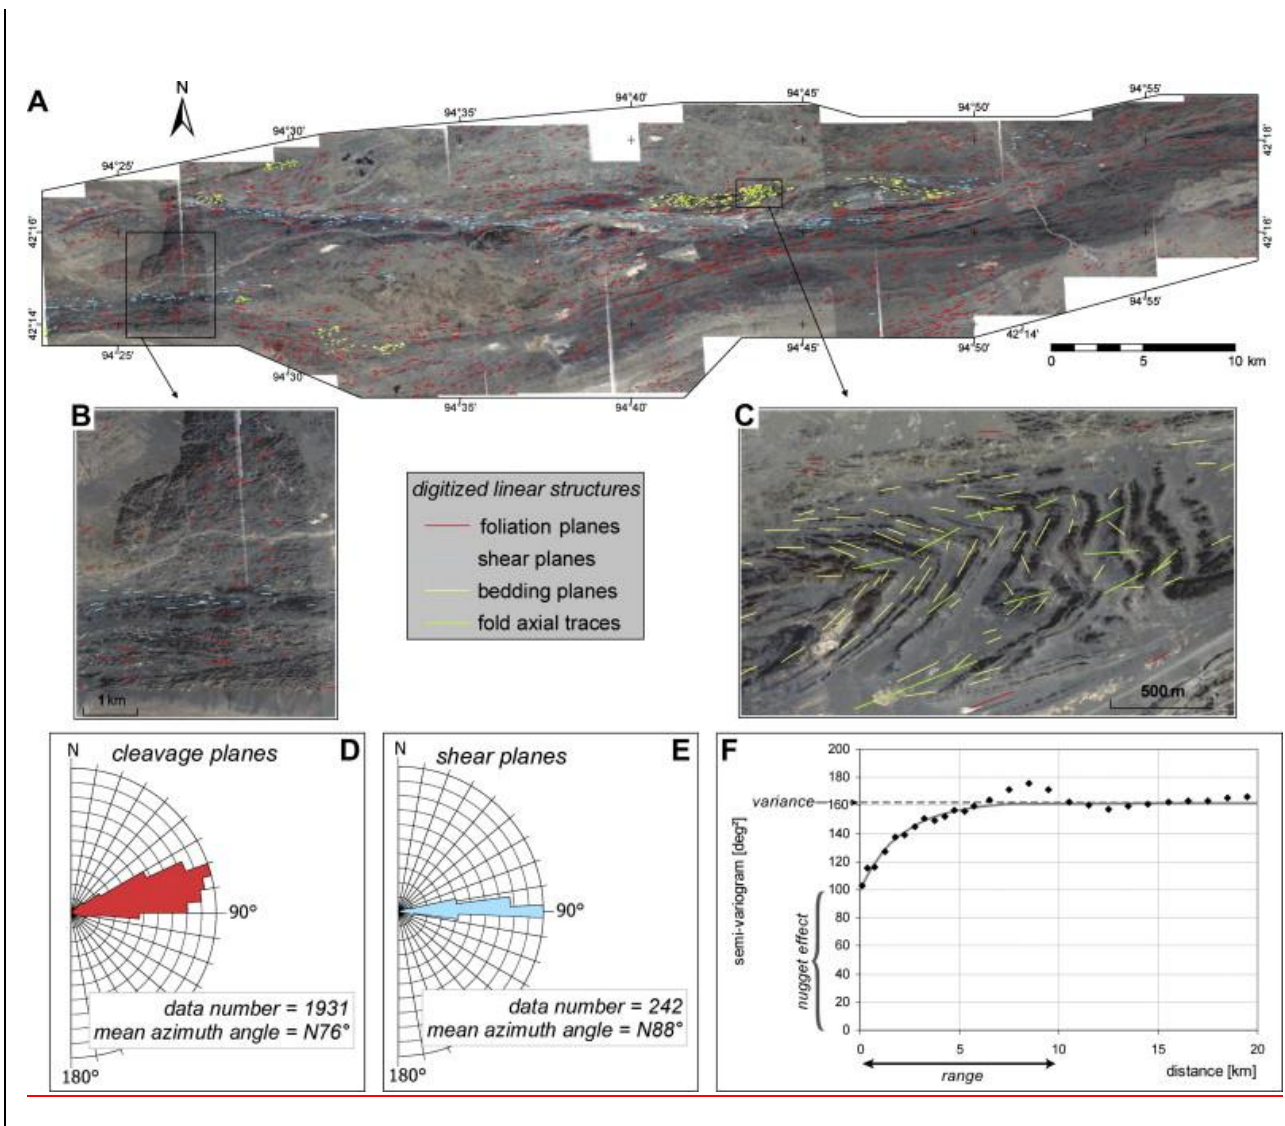 A
N
94°25'
94°30'
94°35'
94°40'
94°45'
94°50'
94°55'
42°18'
42°16'
42°16'
42°14'
42°14'
94°25'
94°30'
94°35'
94°40'
94°45'
94°50'
94°55'
0 5 10 km
B
1 km
digitized linear structures
foliation planes
shear planes
bedding planes
fold axial traces
C
500 m
N
cleavage planes
D
90°
data number = 1931
mean azimuth angle = N76°
180°
N
shear planes
E
90°
data number = 242
mean azimuth angle = N88°
180°
F
200
180
160
140
120
100
80
60
40
20
0
variance
semi-variogram [deg²]
nugget effect
0 5 10 15 20
range
distance [km]